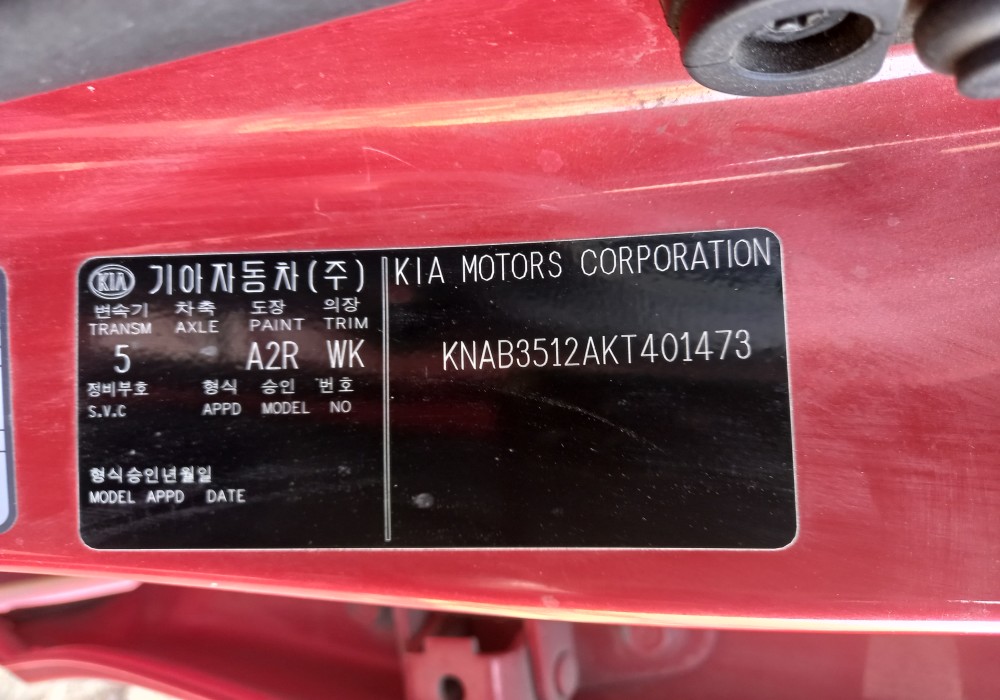 KIA 기아자동차(주)
변속기 차축 도장 의장
TRANSM AXLE PAINT TRIM
5 A2R WK
정비부호 형식 승인 번호
S.V.C APPD MODEL NO
형식승인년월일
MODEL APPD DATE
KIA MOTORS CORPORATION
KNAB3512AKT401473